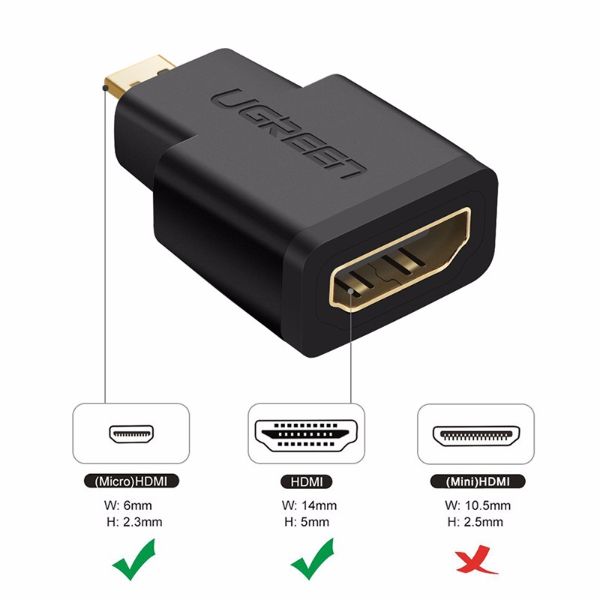 UGREEN
(Micro)HDMI
HDMI
(Mini)HDMI
W: 6mm
H: 2.3mm
W: 14mm
H: 5mm
W: 10.5mm
H: 2.5mm